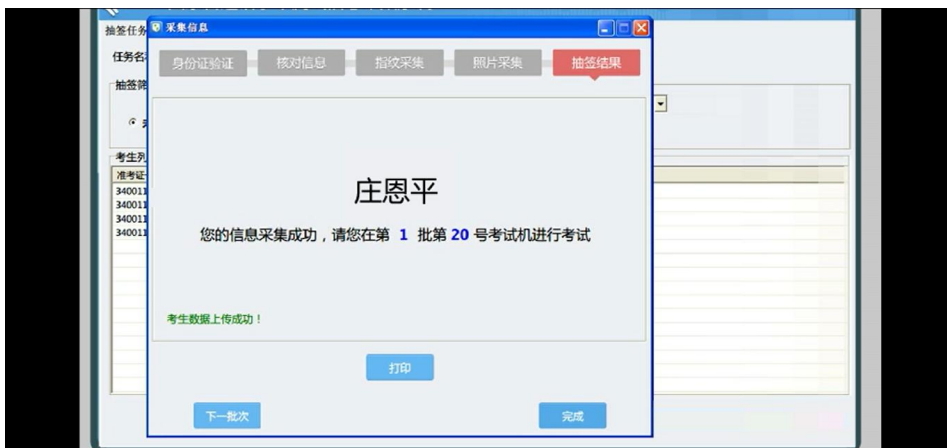 抽签任务
采集信息
任务名
身份证验证
核对信息
指纹采集
照片采集
抽签结果
抽签
考生列
准考证
340011
340011
340011
340011
庄恩平
您的信息采集成功，请您在第 1 批第 20 号考试机进行考试
考生数据上传成功！
打印
下一批次
完成